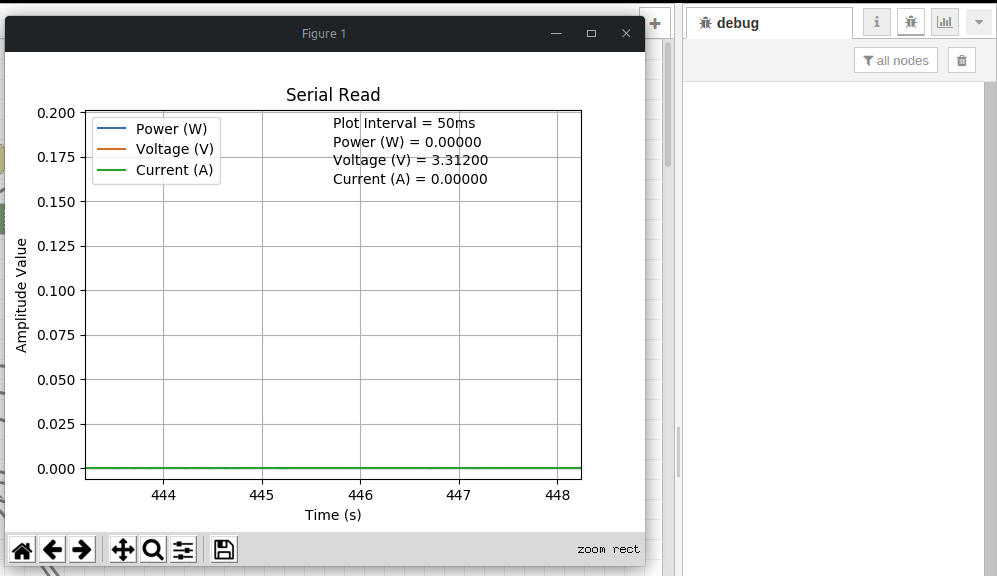 Figure 1
debug
all nodes
Serial Read
Power (W)
Voltage (V)
Current (A)
Plot Interval = 50ms
Power (W) = 0.00000
Voltage (V) = 3.31200
Current (A) = 0.00000
Amplitude Value
0.200
0.175
0.150
0.125
0.100
0.075
0.050
0.025
0.000
444 445 446 447 448
Time (s)
zoom rect